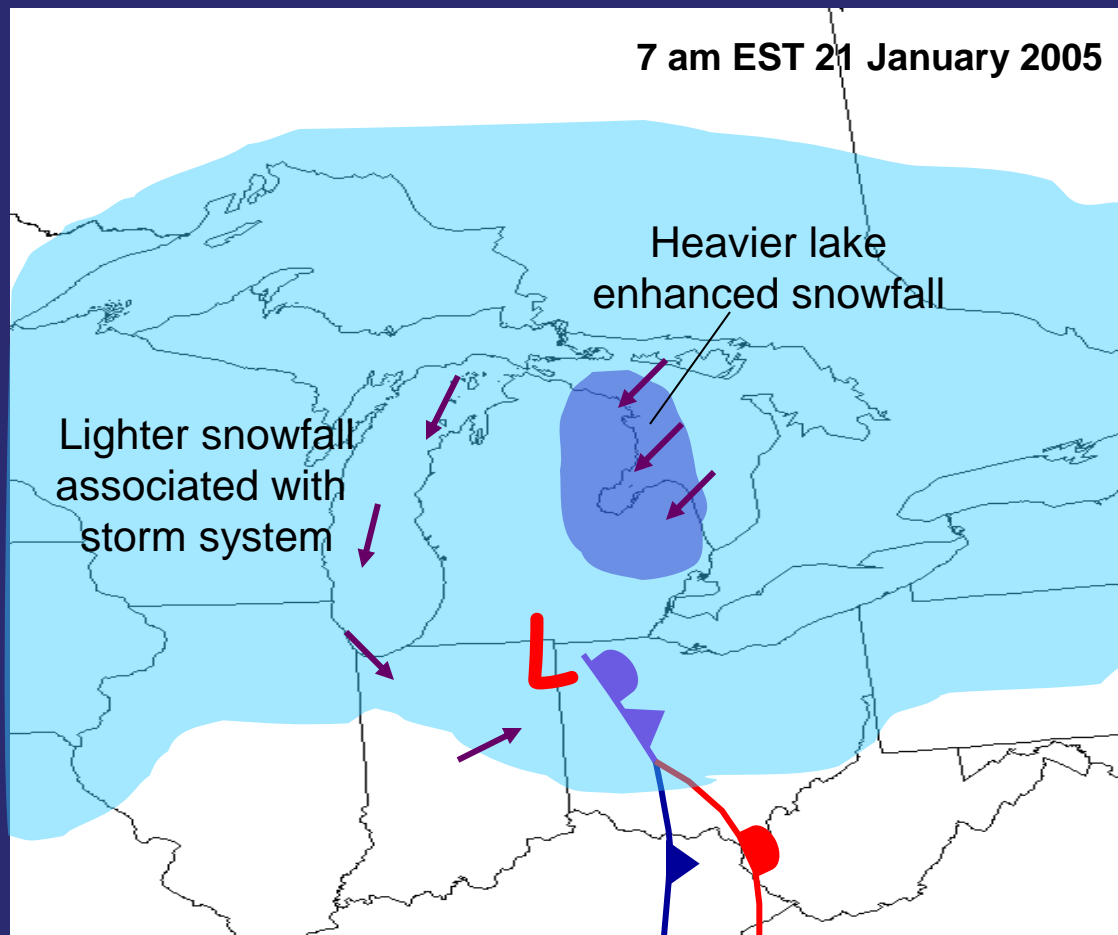 7 am EST 21 January 2005
Heavier lake
enhanced snowfall
Lighter snowfall
associated with
storm system
L